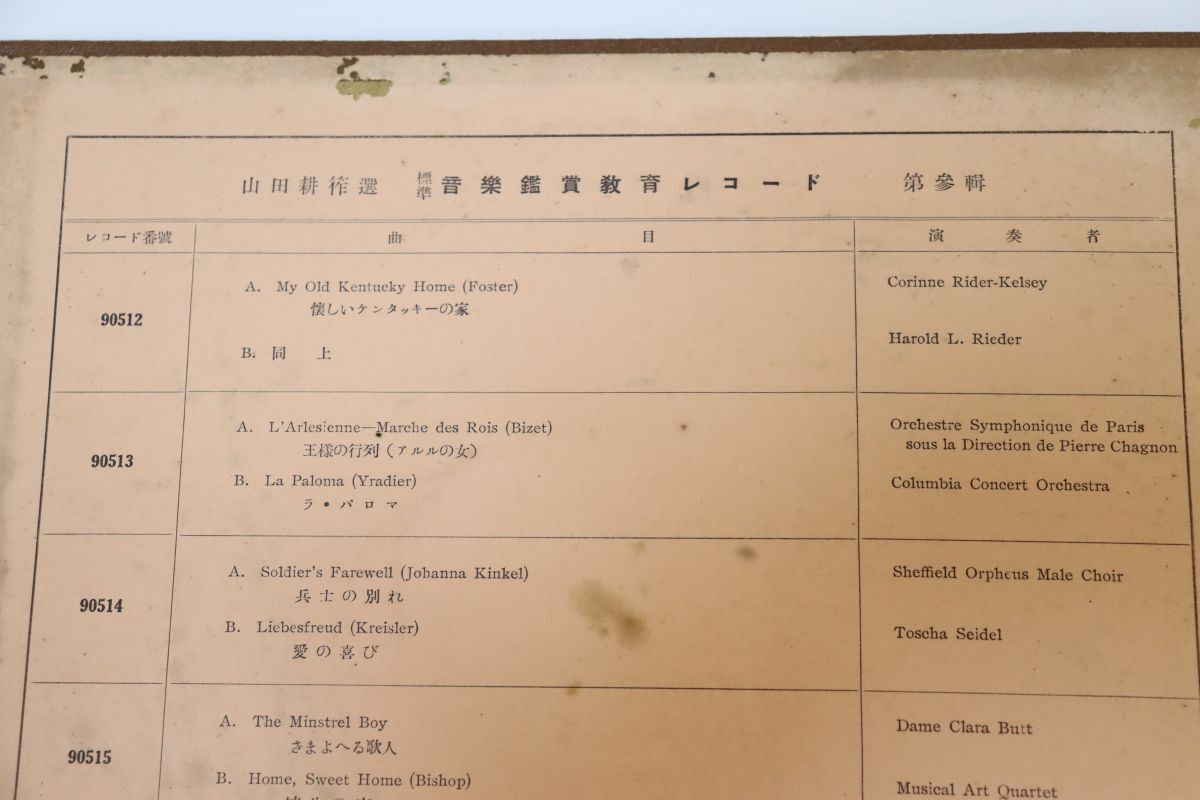 山田耕筰選 標準 音樂鑑賞教育レコード 第參輯
レコード番號 曲目 演奏者
90512
A. My Old Kentucky Home (Foster) Corinne Rider-Kelsey
懐しいケンタッキーの家
B. 同上 Harold L. Rieder
90513
A. L'Arlesienne—Marche des Rois (Bizet) Orchestre Symphonique de Paris
王様の行列（アルルの女） sous la Direction de Pierre Chagnon
B. La Paloma (Yradier) Columbia Concert Orchestra
ラ・パロマ
90514
A. Soldier's Farewell (Johanna Kinkel) Sheffield Orpheus Male Choir
兵士の別れ
B. Liebesfreud (Kreisler) Toscha Seidel
愛の喜び
90515
A. The Minstrel Boy Dame Clara Butt
さまよへる歌人
B. Home, Sweet Home (Bishop) Musical Art Quartet